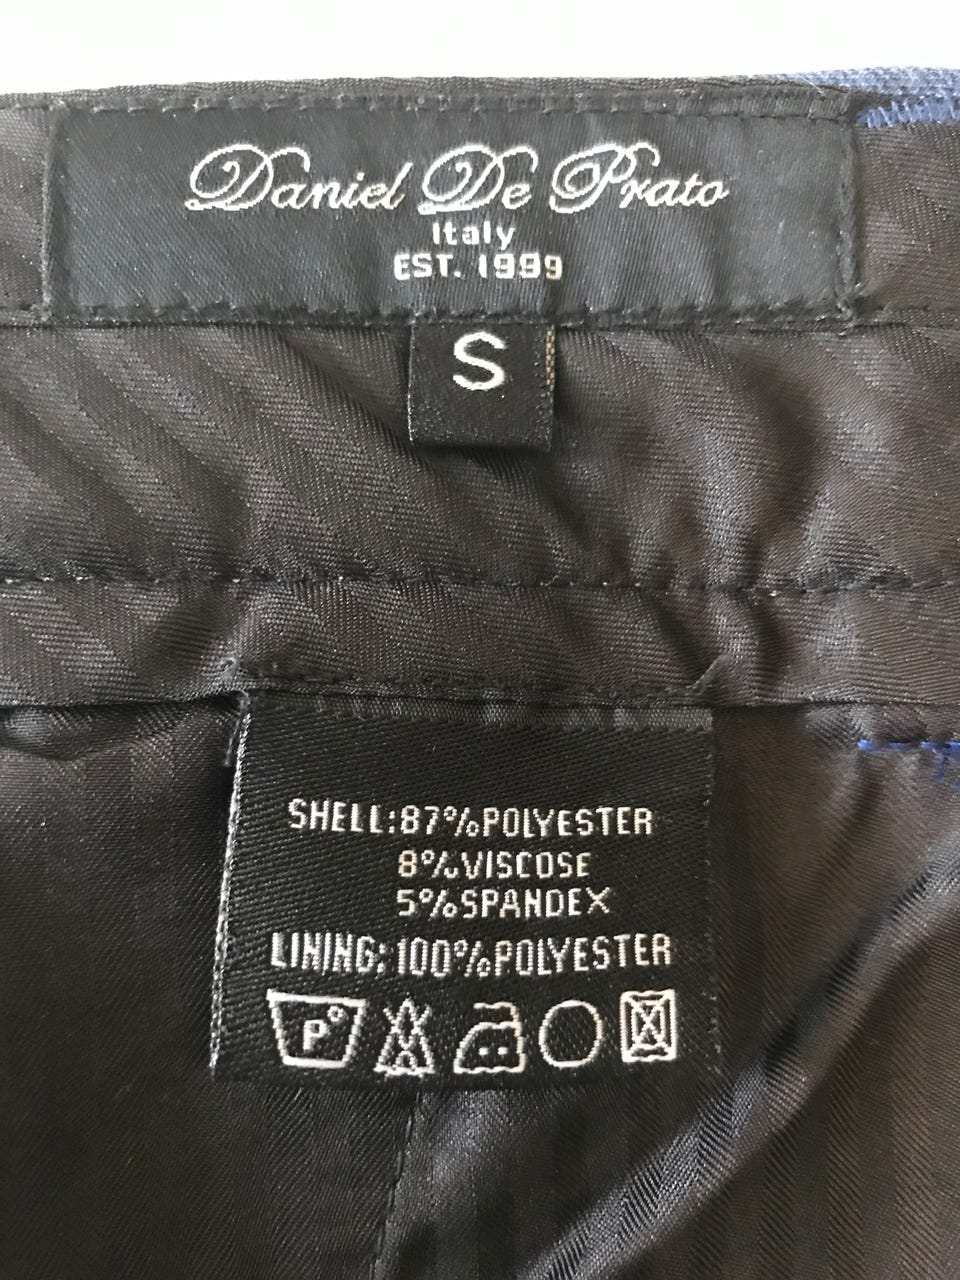 Daniel De Prato
Italy
EST. 1999
S
SHELL:87%POLYESTER
8%VISCOSE
5%SPANDEX
LINING:100%POLYESTER
P°